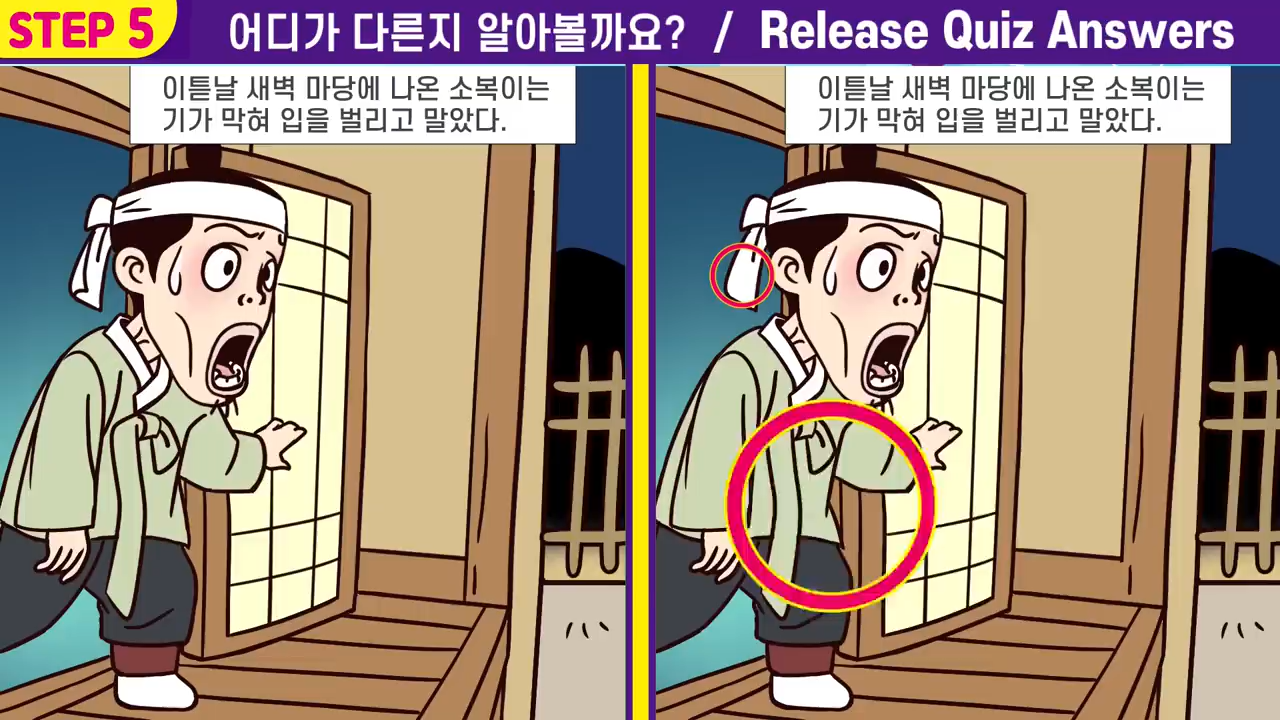 STEP 5
어디가 다른지 알아볼까요? / Release Quiz Answers
이튿날 새벽 마당에 나온 소복이는
기가 막혀 입을 벌리고 말았다.
이튿날 새벽 마당에 나온 소복이는
기가 막혀 입을 벌리고 말았다.